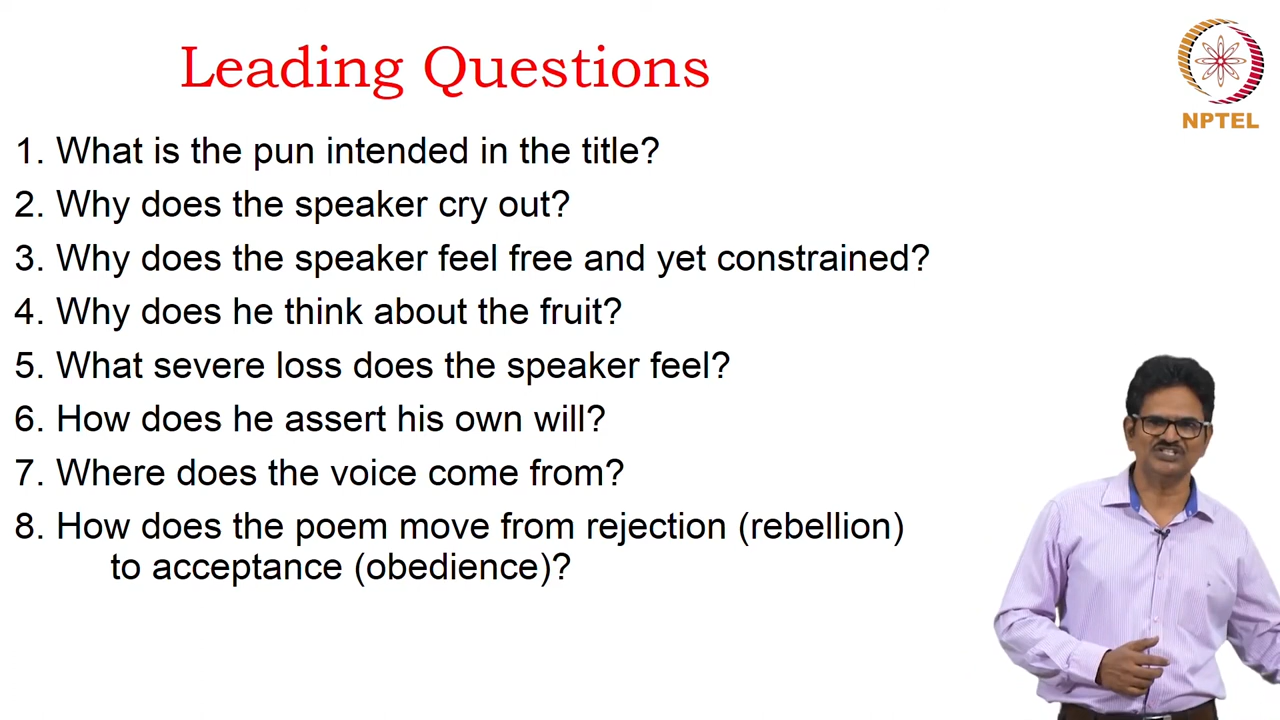 Leading Questions
NPTEL
1. What is the pun intended in the title?
2. Why does the speaker cry out?
3. Why does the speaker feel free and yet constrained?
4. Why does he think about the fruit?
5. What severe loss does the speaker feel?
6. How does he assert his own will?
7. Where does the voice come from?
8. How does the poem move from rejection (rebellion)
to acceptance (obedience)?